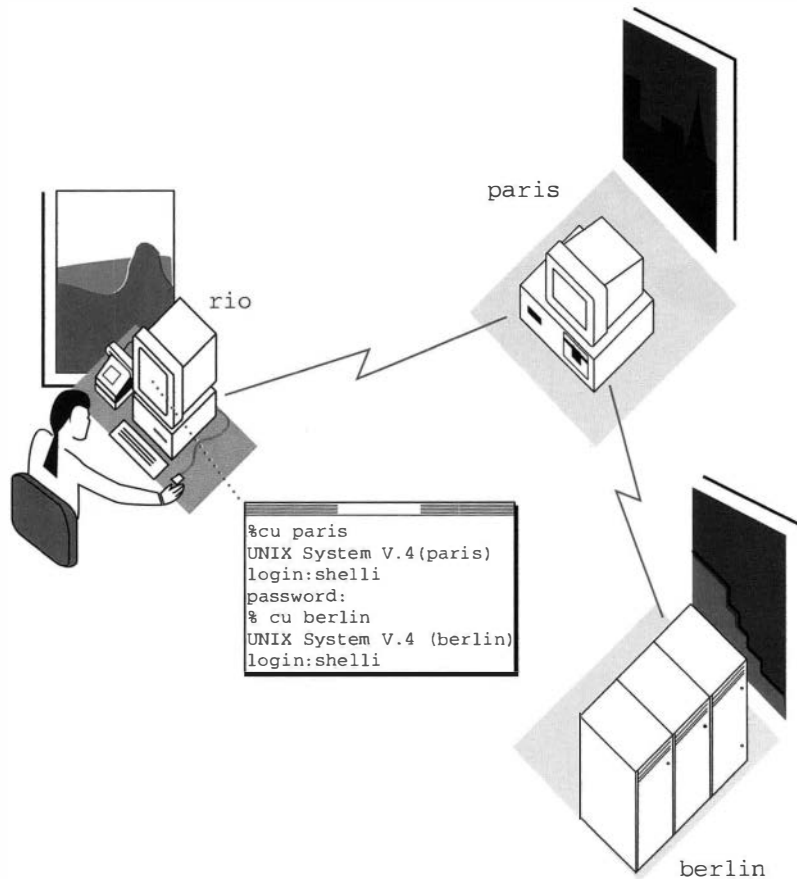 paris
rio
%cu paris
UNIX System V.4(paris)
login:shelli
password:
% cu berlin
UNIX System V.4 (berlin)
login:shelli
berlin